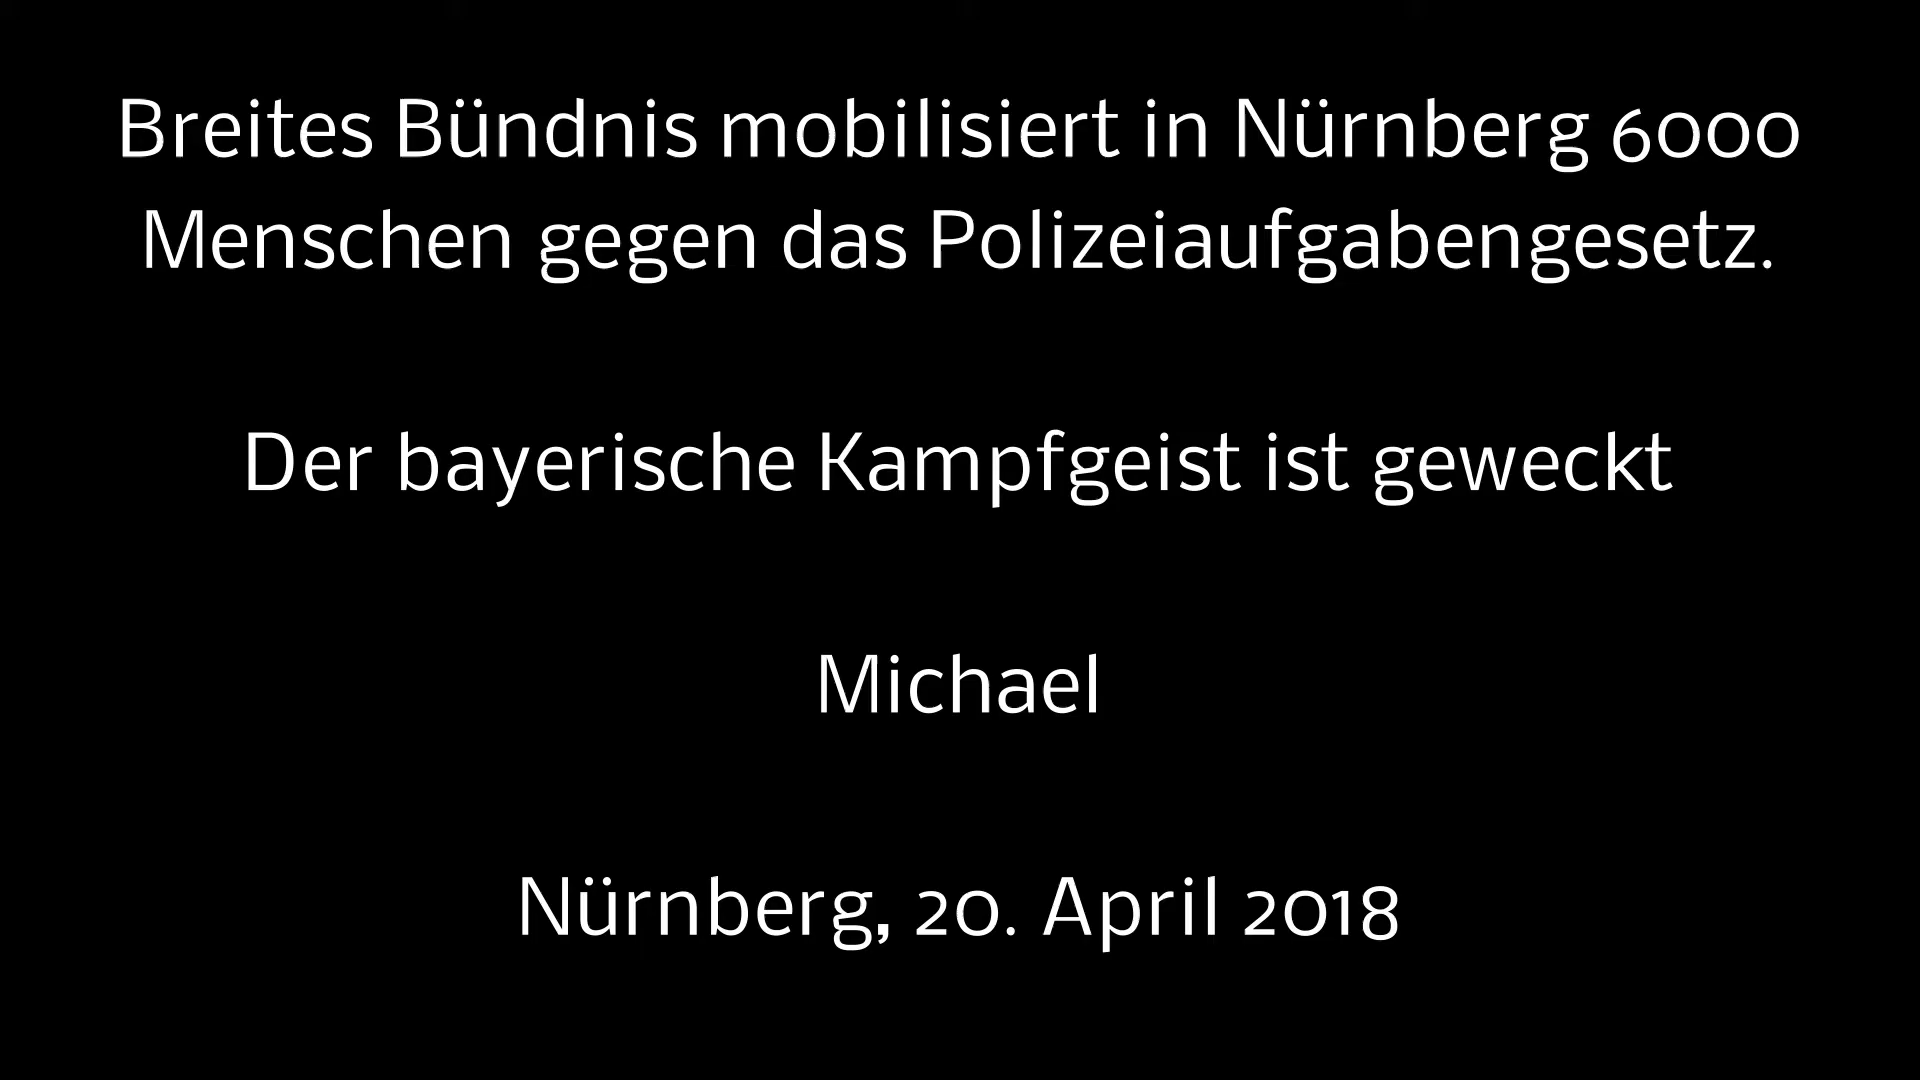 Breites Bündnis mobilisiert in Nürnberg 6000
Menschen gegen das Polizeiaufgabengesetz.
Der bayerische Kampfgeist ist geweckt
Michael
Nürnberg, 20. April 2018